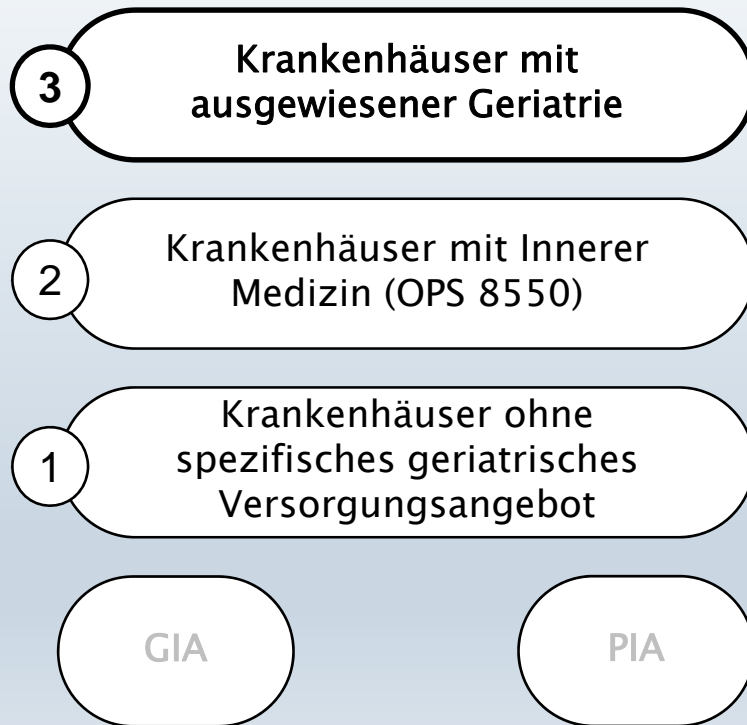 3
Krankenhäuser mit
ausgewiesener Geriatrie
2
Krankenhäuser mit Innerer
Medizin (OPS 8550)
1
Krankenhäuser ohne
spezifisches geriatrisches
Versorgungsangebot
GIA
PIA